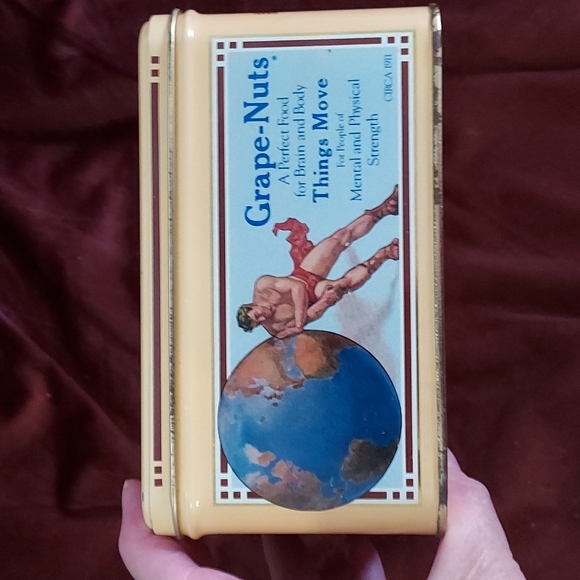 Grape-Nuts®
A Perfect Food
for Brain and Body
Things Move
For People of
Mental and Physical
Strength
CIRCA 1911